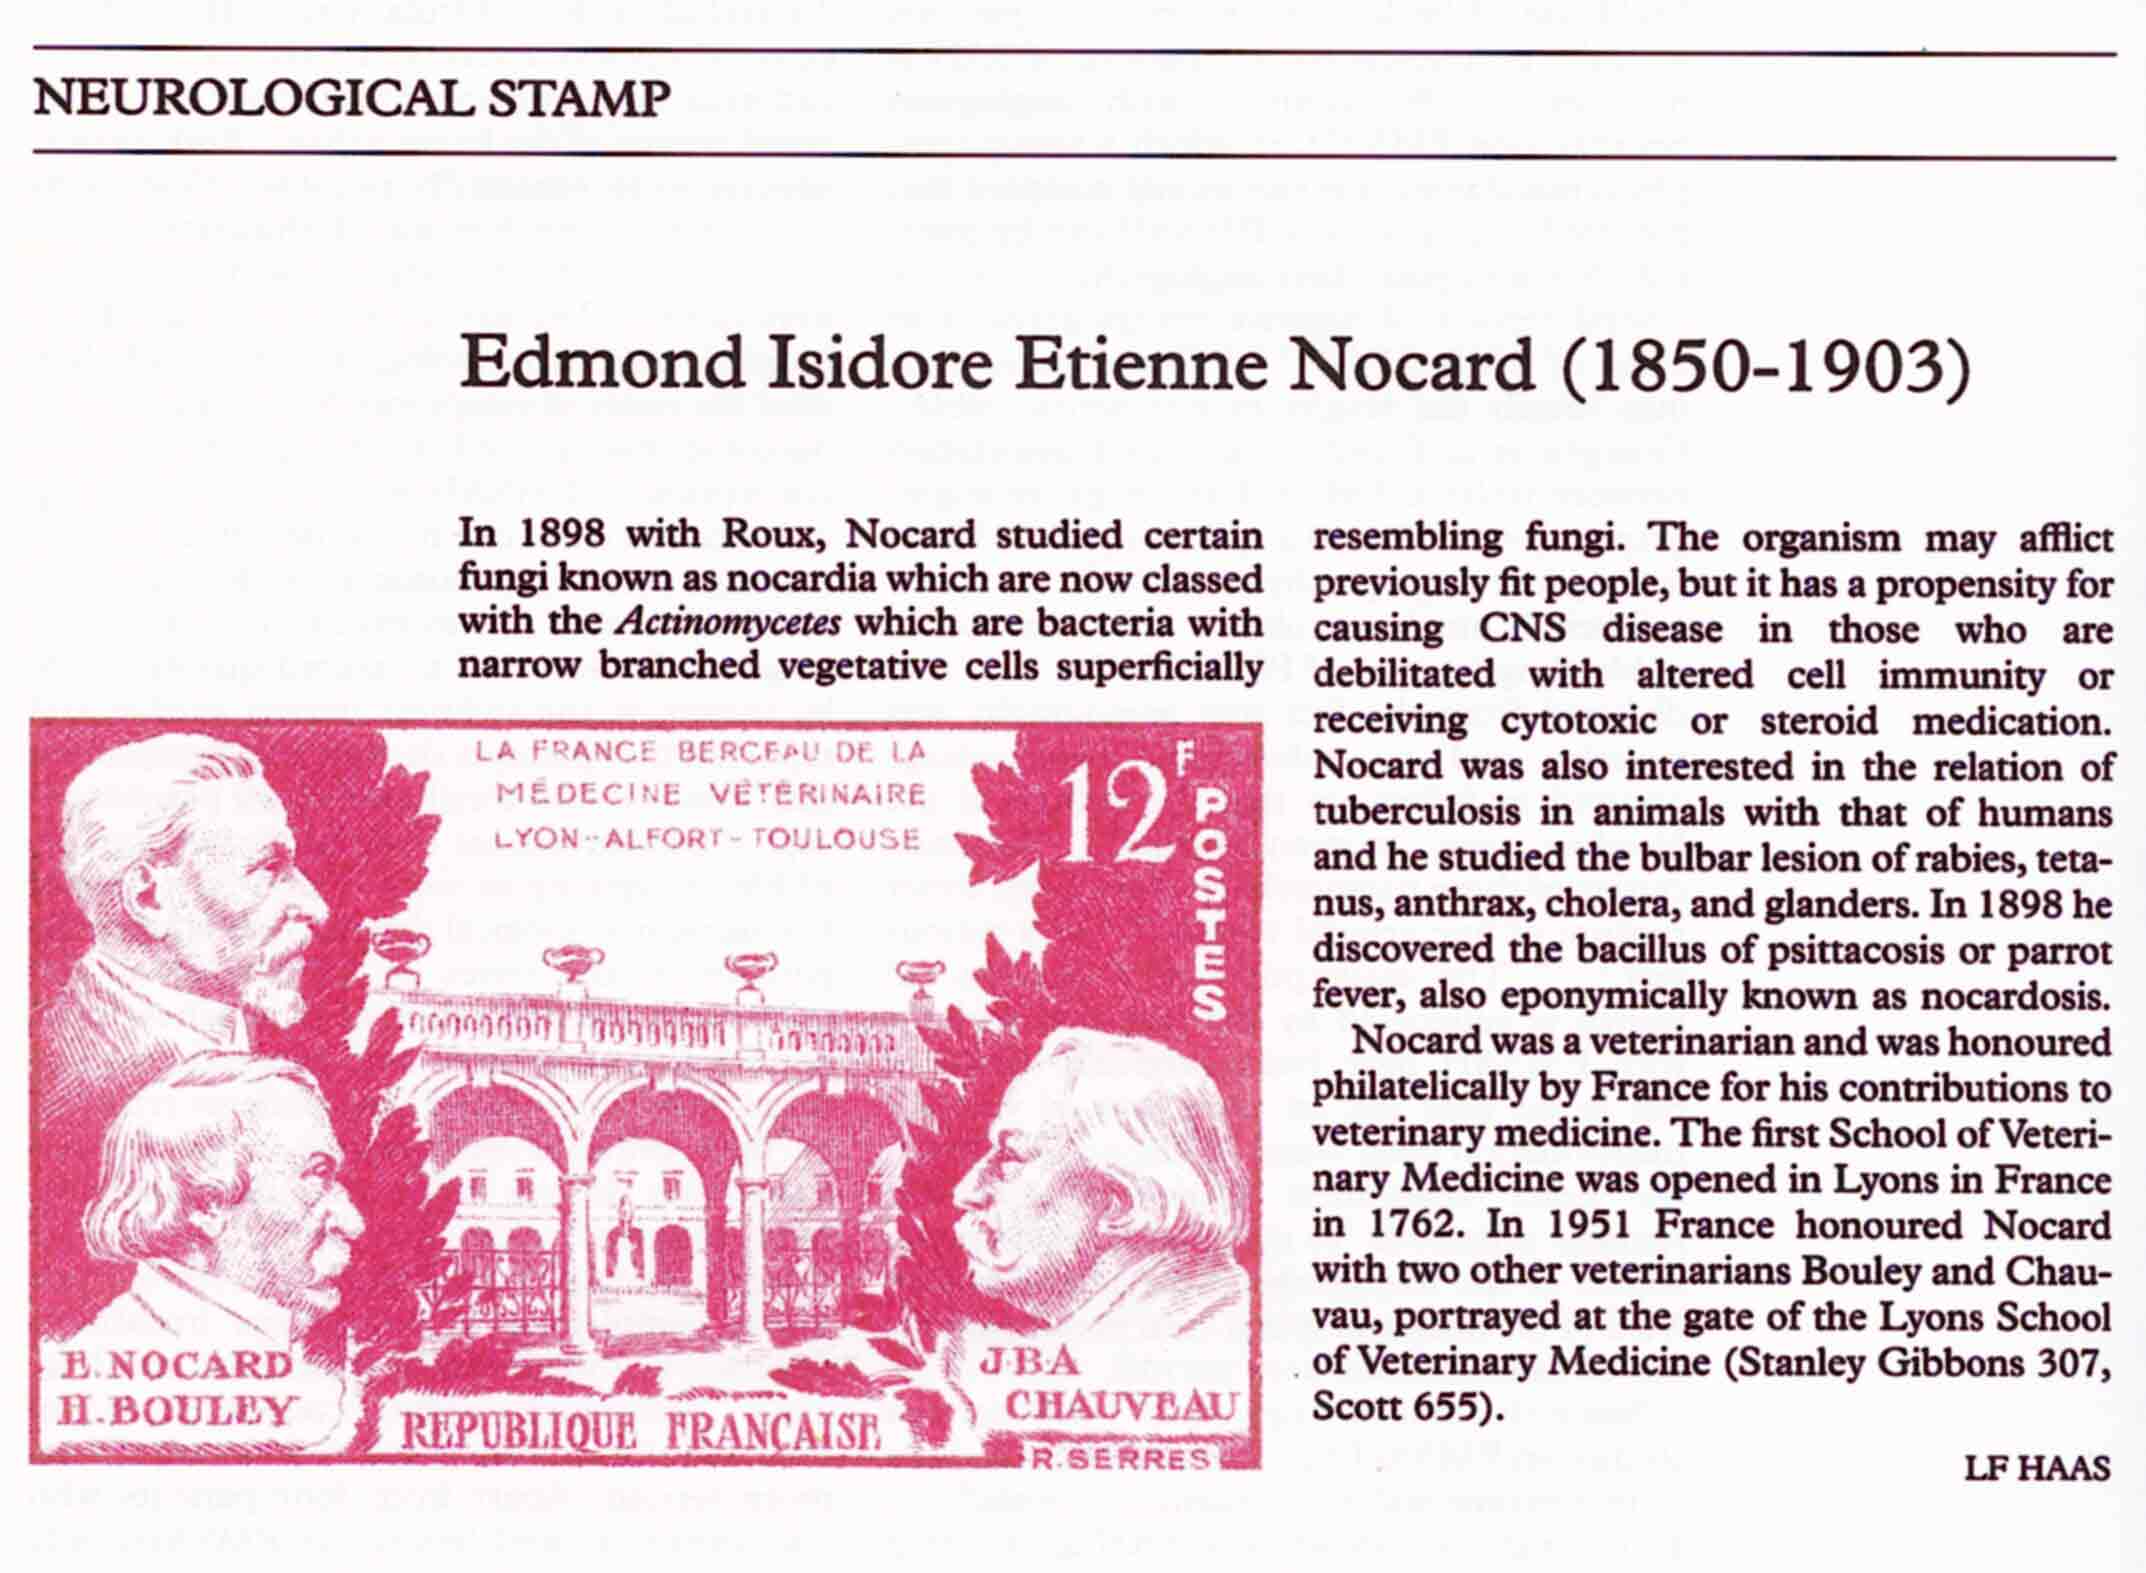 NEUROLOGICAL STAMP
Edmond Isidore Etienne Nocard (1850-1903)
In 1898 with Roux, Nocard studied certain
fungi known as nocardia which are now classed
with the Actinomycetes which are bacteria with
narrow branched vegetative cells superficially
resembling fungi. The organism may afflict
previously fit people, but it has a propensity for
causing CNS disease in those who are
debilitated with altered cell immunity or
receiving cytotoxic or steroid medication.
Nocard was also interested in the relation of
tuberculosis in animals with that of humans
and he studied the bulbar lesion of rabies, teta-
nus, anthrax, cholera, and glanders. In 1898 he
discovered the bacillus of psittacosis or parrot
fever, also eponymically known as nocardosis.
Nocard was a veterinarian and was honoured
philatelically by France for his contributions to
veterinary medicine. The first School of Veteri-
nary Medicine was opened in Lyons in France
in 1762. In 1951 France honoured Nocard
with two other veterinarians Bouley and Chau-
vau, portrayed at the gate of the Lyons School
of Veterinary Medicine (Stanley Gibbons 307,
Scott 655).
LF HAAS
LA FRANCE BERCEAU DE LA
MÉDECINE VÉTÉRINAIRE
LYON-ALFORT-TOULOUSE
12F
POSTES
E.NOCARD
H.BOULEY
J.B.A
CHAUVEAU
REPUBLIQUE FRANÇAISE
R.SERRES